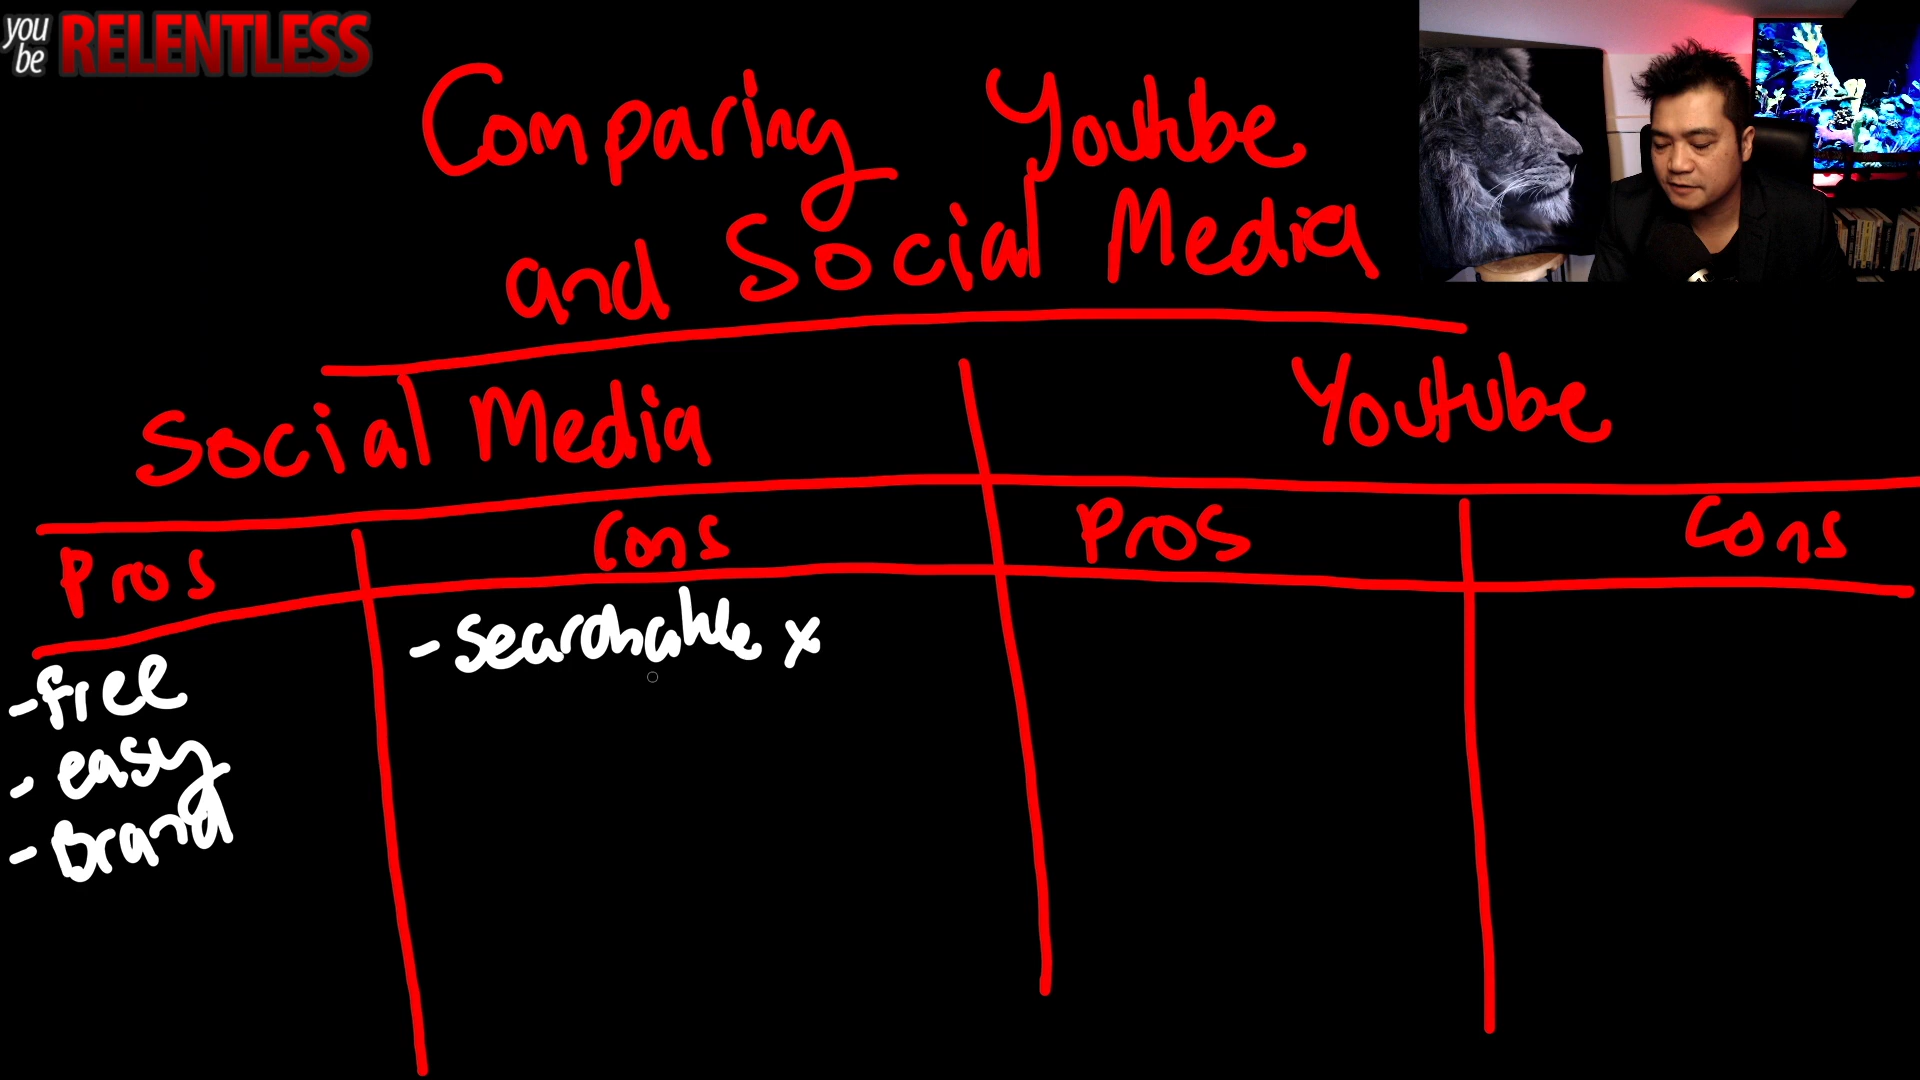 you
be RELENTLESS
Comparing Youtube
and Social Media
Social Media
Youtube
Pros
Cons
Pros
Cons
- free
- easy
- Brand
- Searchable x